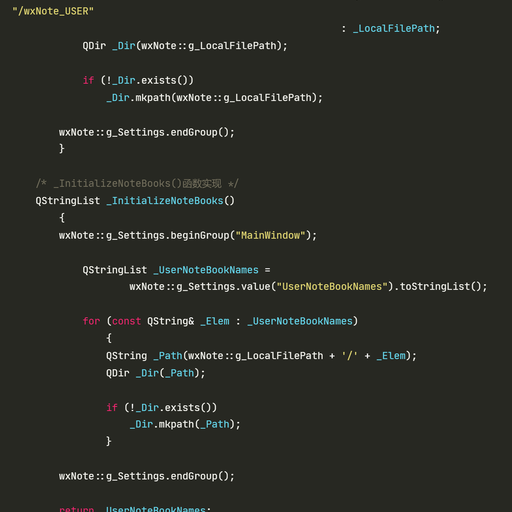 "/wxNote_USER"
: _LocalFilePath;
QDir _Dir(wxNote::g_LocalFilePath);
if (!_Dir.exists())
_Dir.mkpath(wxNote::g_LocalFilePath);
wxNote::g_Settings.endGroup();
}
/* _InitializeNoteBooks()函数实现 */
QStringList _InitializeNoteBooks()
{
wxNote::g_Settings.beginGroup("MainWindow");
QStringList _UserNoteBookNames =
wxNote::g_Settings.value("UserNoteBookNames").toStringList();
for (const QString& _Elem : _UserNoteBookNames)
{
QString _Path(wxNote::g_LocalFilePath + '/' + _Elem);
QDir _Dir(_Path);
if (!_Dir.exists())
_Dir.mkpath(_Path);
}
wxNote::g_Settings.endGroup();
return _UserNoteBookNames;